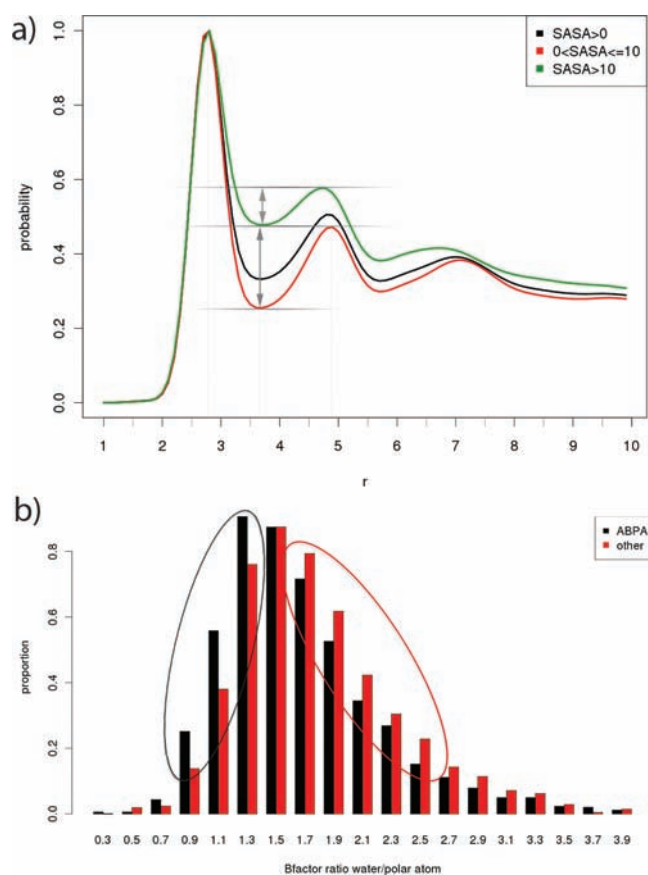 a)
SASA>0
0<SASA<=10
SASA>10
probability
1.0
0.8
0.6
0.4
0.2
0.0
1 2 3 4 5 6 7 8 9 10
r
b)
ABPA
other
proportion
0.8
0.6
0.4
0.2
0.0
0.3 0.5 0.7 0.9 1.1 1.3 1.5 1.7 1.9 2.1 2.3 2.5 2.7 2.9 3.1 3.3 3.5 3.7 3.9
Bfactor ratio water/polar atom